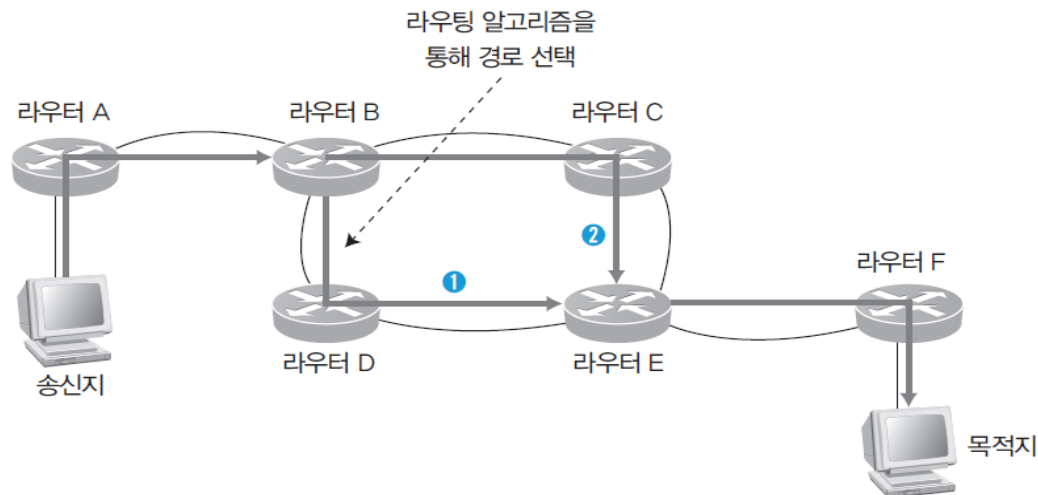 라우팅 알고리즘을
통해 경로 선택
라우터 A
라우터 B
라우터 C
❷
라우터 F
❶
라우터 D
라우터 E
송신지
목적지